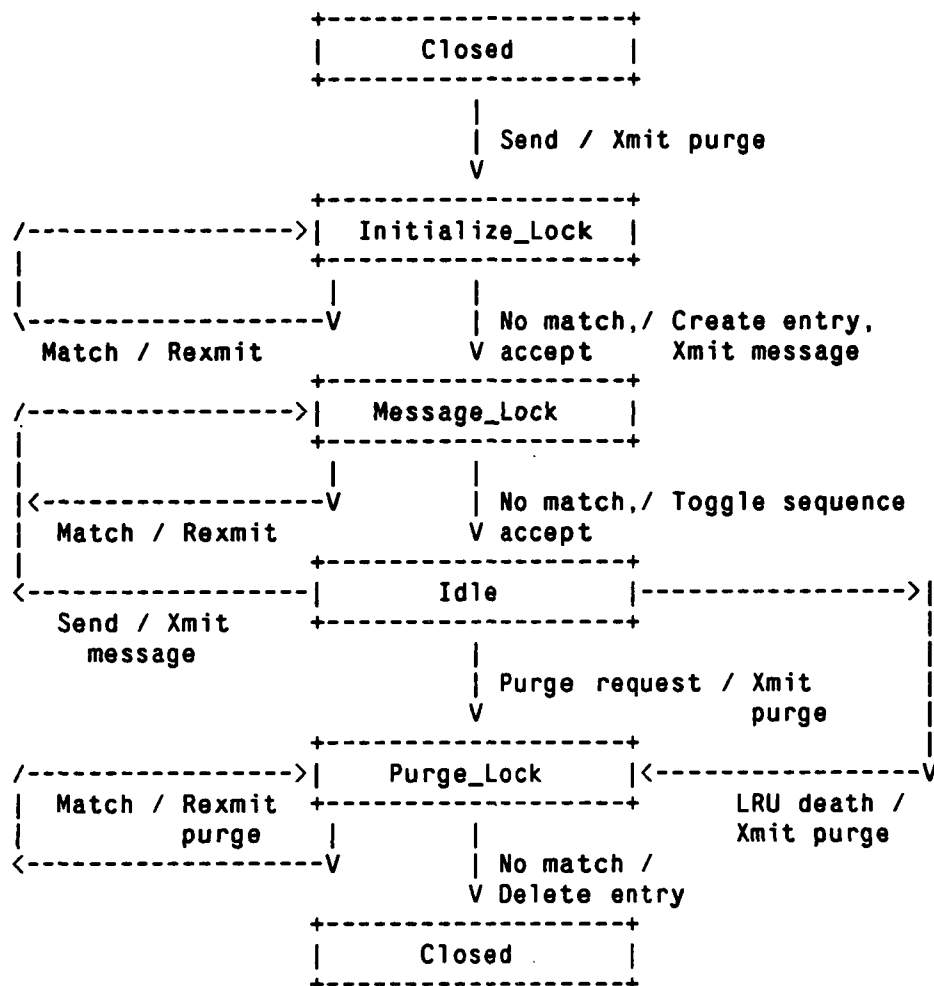 Closed
Send / Xmit purge
Initialize_Lock
No match,/ Create entry,
Match / Rexmit
accept Xmit message
Message_Lock
No match,/ Toggle sequence
Match / Rexmit
accept
Idle
Send / Xmit
message
Purge request / Xmit
purge
Purge_Lock
Match / Rexmit
purge
LRU death /
Xmit purge
No match /
Delete entry
Closed